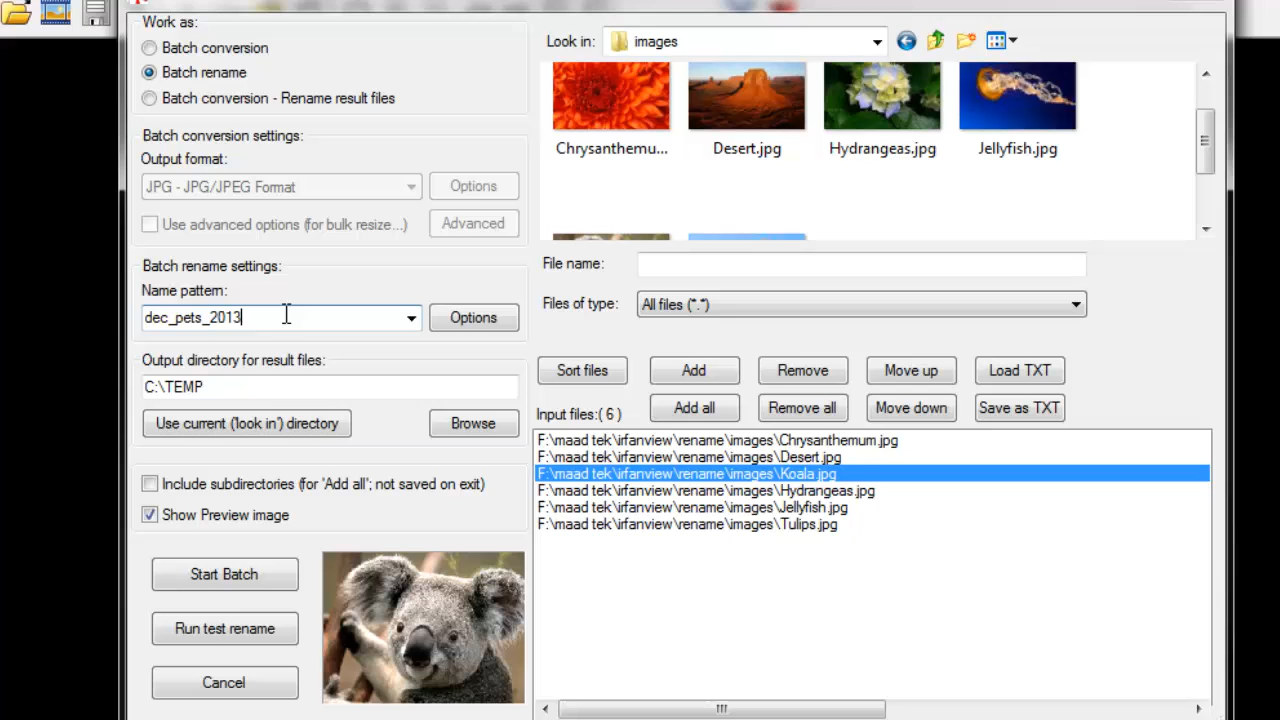 Work as:
Batch conversion
Batch rename
Batch conversion - Rename result files
Batch conversion settings:
Output format:
JPG - JPG/JPEG Format
Options
Use advanced options (for bulk resize...)
Advanced
Batch rename settings:
Name pattern:
dec_pets_2013
Options
Output directory for result files:
C:\TEMP
Use current ('look in') directory
Browse
Include subdirectories (for 'Add all'; not saved on exit)
Show Preview image
Start Batch
Run test rename
Cancel
Look in:
images
Chrysanthemu...
Desert.jpg
Hydrangeas.jpg
Jellyfish.jpg
File name:
Files of type:
All files (*.*)
Sort files
Add
Remove
Move up
Load TXT
Input files:( 6 )
Add all
Remove all
Move down
Save as TXT
F:\maad tek\irfanview\rename\images\Chrysanthemum.jpg
F:\maad tek\irfanview\rename\images\Desert.jpg
F:\maad tek\irfanview\rename\images\Koala.jpg
F:\maad tek\irfanview\rename\images\Hydrangeas.jpg
F:\maad tek\irfanview\rename\images\Jellyfish.jpg
F:\maad tek\irfanview\rename\images\Tulips.jpg